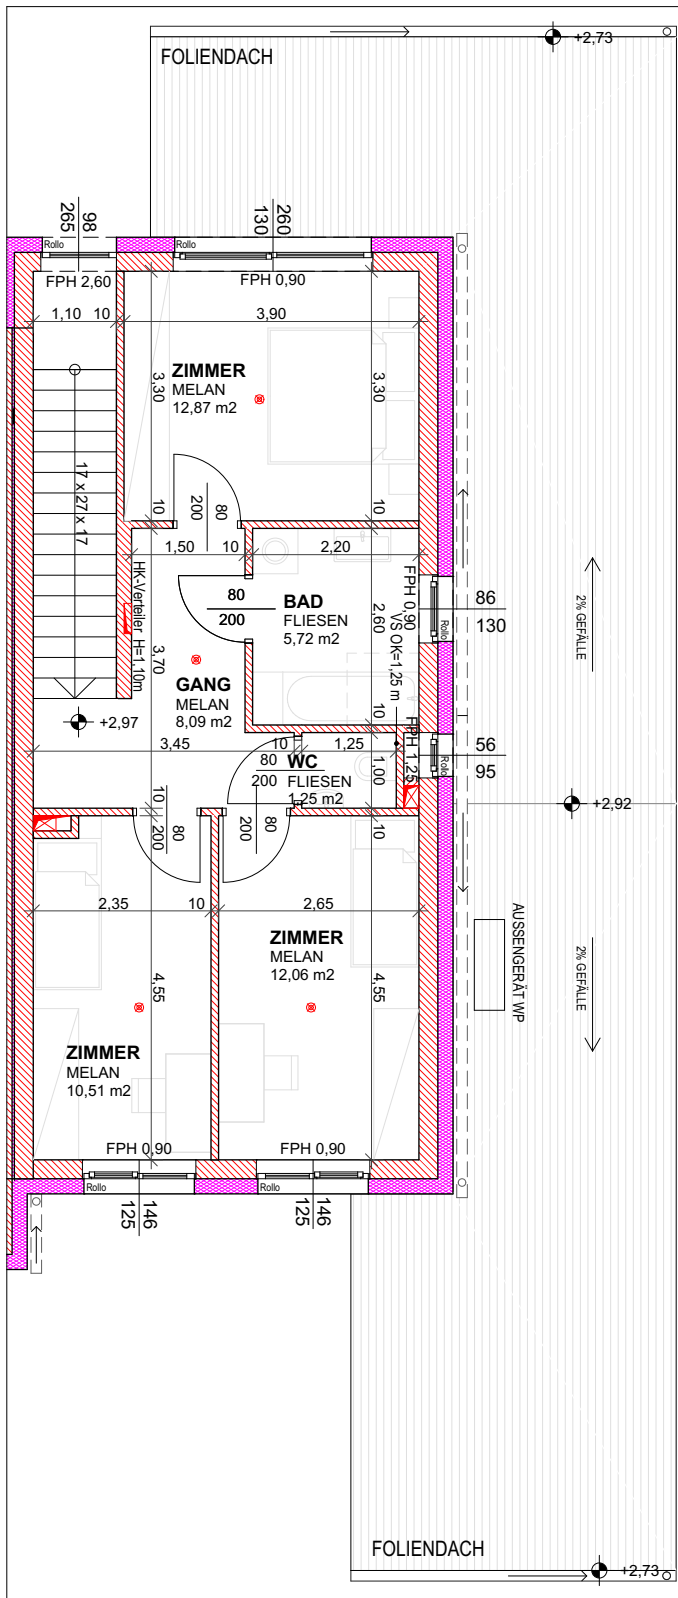 FOLIENDACH
+2,73
98
265
260
130
Rollo
Rollo
FPH 2,60
FPH 0,90
1,10
10
3,90
ZIMMER
MELAN
12,87 m2
3,30
3,30
10
80
200
10
17 x 27 x 17
1,50
10
2,20
HK-Verteiler H=1,10m
80
200
BAD
FLIESEN
5,72 m2
2,60
FPH 0,90
VS OK=1,25 m
Rollo
86
130
2% GEFÄLLE
3,70
GANG
MELAN
8,09 m2
+2,97
10
3,45
10
1,25
80
200
WC
FLIESEN
1,25 m2
1,00
FPH 1,25
Rollo
56
95
+2,92
10
80
200
80
200
10
2,35
10
2,65
ZIMMER
MELAN
12,06 m2
4,55
4,55
AUSSENGERÄT WP
2% GEFÄLLE
ZIMMER
MELAN
10,51 m2
FPH 0,90
FPH 0,90
Rollo
Rollo
146
125
146
125
FOLIENDACH
+2,73